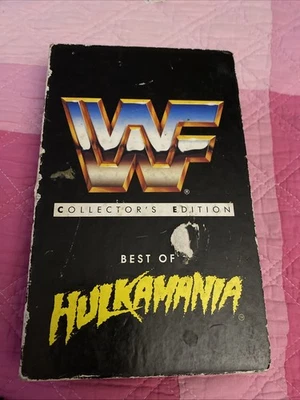 WWF
®
COLLECTOR'S EDITION
BEST OF
HULKAMANIA